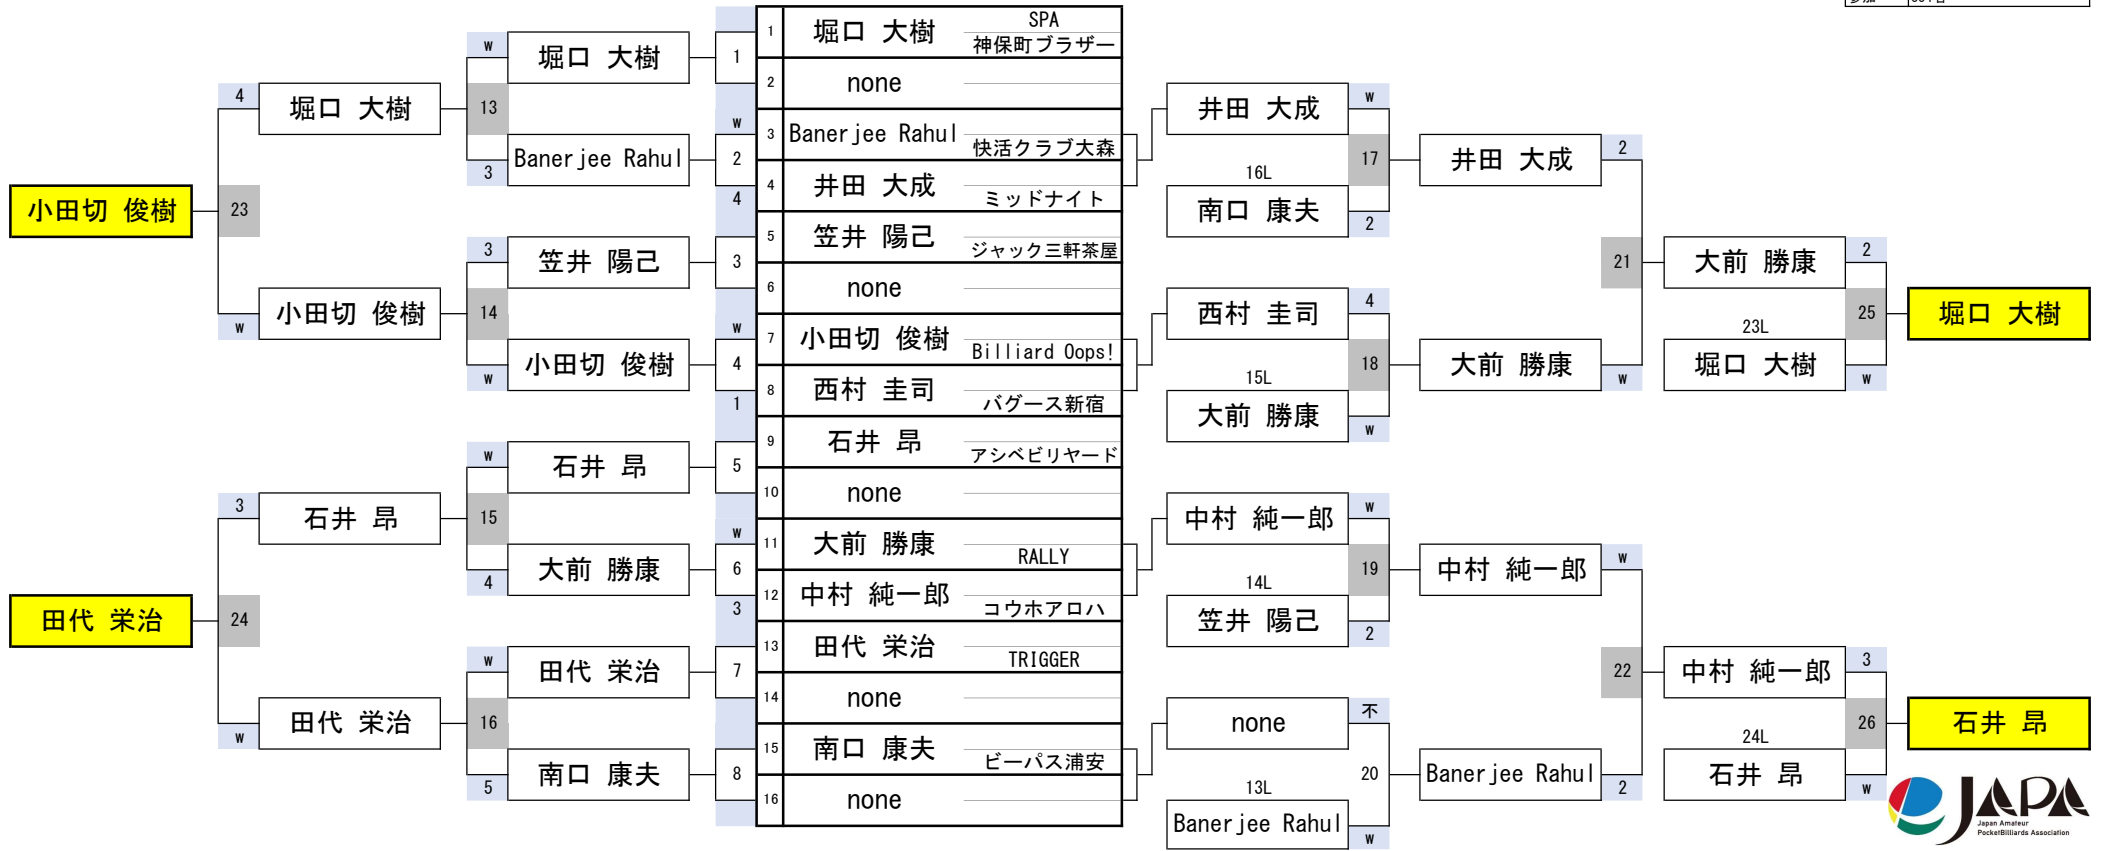 1 堀口 大樹 SPA
神保町ブラザー
2 none
3 Banerjee Rahul 快活クラブ大森
4 井田 大成 ミッドナイト
5 笠井 陽己 ジャック三軒茶屋
6 none
7 小田切 俊樹 Billiard Oops!
8 西村 圭司 バグース新宿
9 石井 昂 アシベビリヤード
10 none
11 大前 勝康 RALLY
12 中村 純一郎 コウホアロハ
13 田代 栄治 TRIGGER
14 none
15 南口 康夫 ビーパス浦安
16 none
1
W
2
4
3
W
4
1
5
W
6
3
7
8
W
堀口 大樹
13
Banerjee Rahul
3
3
笠井 陽己
14
小田切 俊樹
W
W
石井 昂
15
大前 勝康
4
W
田代 栄治
16
南口 康夫
5
4
堀口 大樹
23
小田切 俊樹
W
3
石井 昂
24
田代 栄治
W
小田切 俊樹
田代 栄治
井田 大成
W
16L
17
南口 康夫
2
西村 圭司
4
15L
18
大前 勝康
W
中村 純一郎
W
14L
19
笠井 陽己
2
none
不
13L
20
Banerjee Rahul
W
井田 大成
2
21
大前 勝康
W
中村 純一郎
W
22
Banerjee Rahul
2
大前 勝康
2
23L
25
堀口 大樹
W
中村 純一郎
3
24L
26
石井 昂
W
堀口 大樹
石井 昂
JAPA
Japan Amateur
PocketBilliards Association